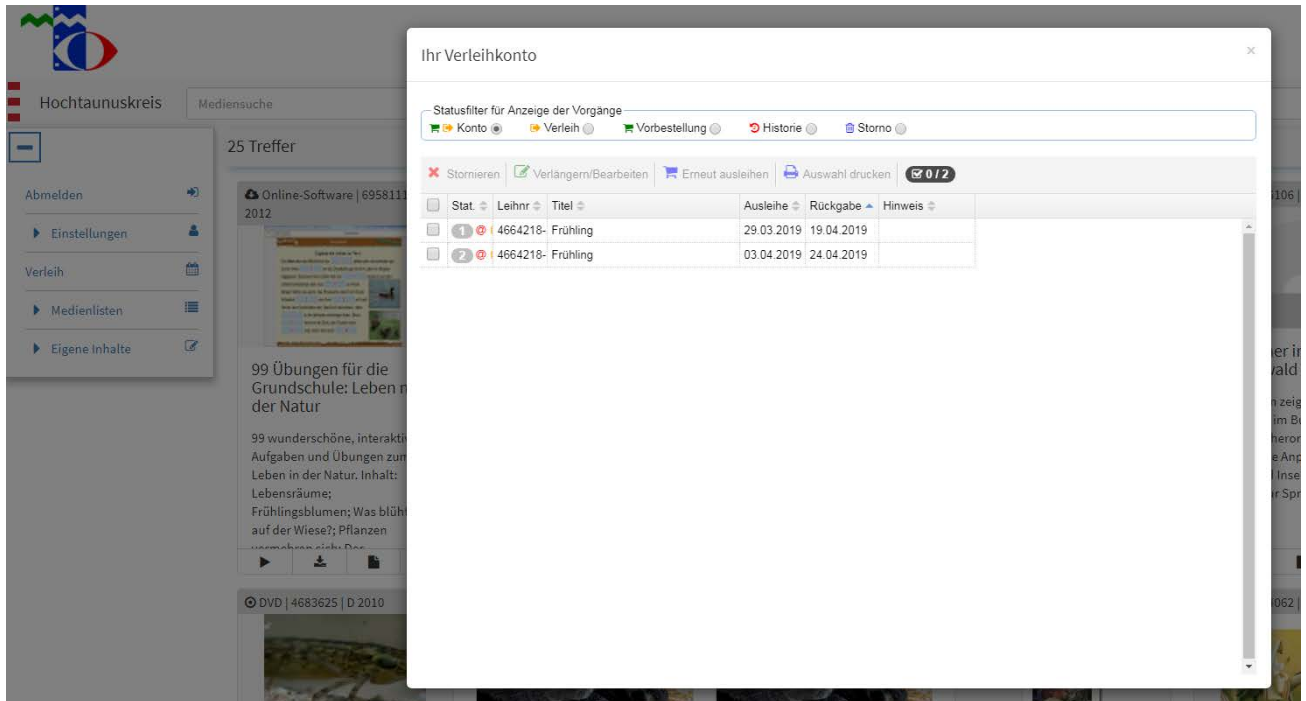 Hochtaunuskreis
Mediensuche
Abmelden
Einstellungen
Verleih
Medienlisten
Eigene Inhalte
25 Treffer
Online-Software | 6958111
2012
99 Übungen für die
Grundschule: Leben
der Natur
99 wunderschöne,
Aufgaben und Übungen zum
Leben in der Natur. Inhalt:
Lebensräume;
Frühlingsblumen; Was blüht
auf der Wiese?; Pflanzen
DVD | 4683625 | D 2010
Ihr Verleihkonto
×
Statusfilter für Anzeige der Vorgänge
Konto Verleih Vorbestellung Historie Storno
Stornieren Verlängern/Bearbeiten Erneut ausleihen Auswahl drucken 0 / 2
Stat. Leihnr Titel Ausleihe Rückgabe Hinweis
1 @ 4664218- Frühling 29.03.2019 19.04.2019
2 @ 4664218- Frühling 03.04.2019 24.04.2019